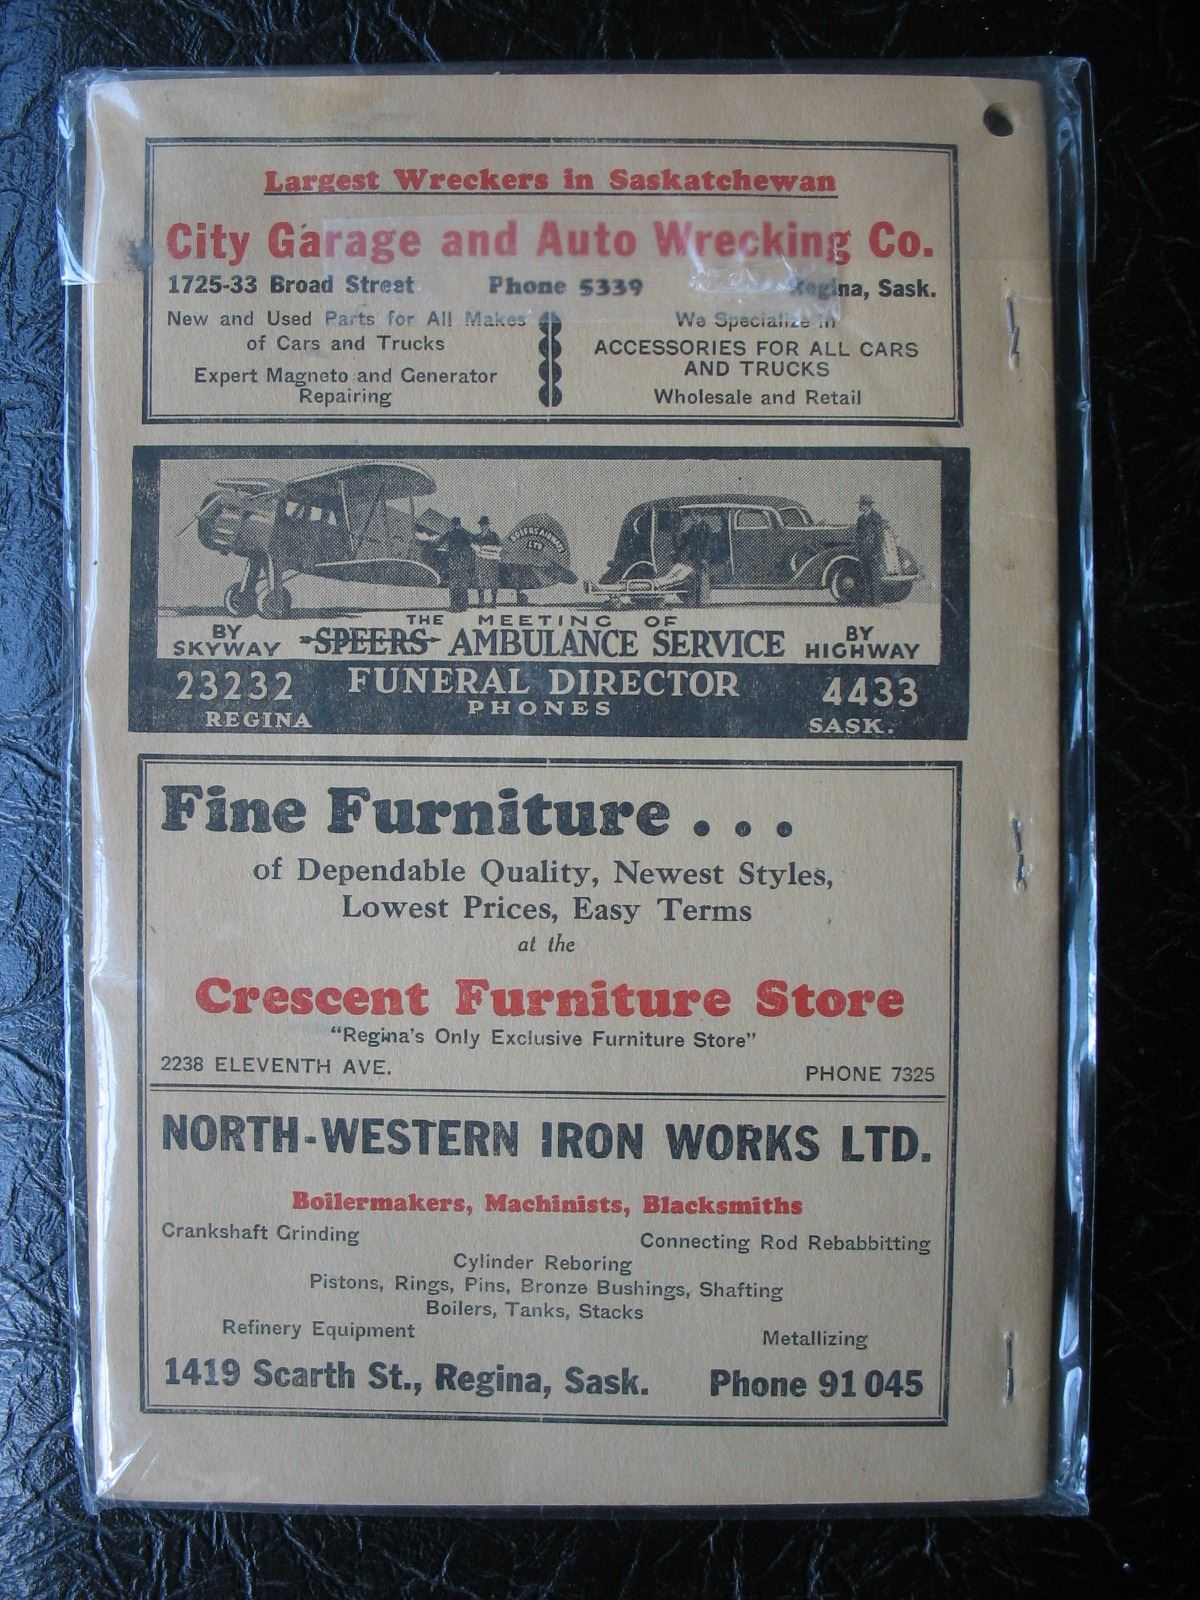 Largest Wreckers in Saskatchewan
City Garage and Auto Wrecking Co.
1725-33 Broad Street Phone 5339 Regina, Sask.
New and Used Parts for All Makes
of Cars and Trucks
Expert Magneto and Generator
Repairing
We Specialize in
ACCESSORIES FOR ALL CARS
AND TRUCKS
Wholesale and Retail
LTD
THE MEETING OF
BY
SKYWAY
SPEERS AMBULANCE SERVICE
BY
HIGHWAY
23232 FUNERAL DIRECTOR 4433
PHONES
REGINA SASK.
Fine Furniture . . .
of Dependable Quality, Newest Styles,
Lowest Prices, Easy Terms
at the
Crescent Furniture Store
"Regina's Only Exclusive Furniture Store"
2238 ELEVENTH AVE. PHONE 7325
NORTH-WESTERN IRON WORKS LTD.
Boilermakers, Machinists, Blacksmiths
Crankshaft Grinding Connecting Rod Rebabbitting
Cylinder Reboring
Pistons, Rings, Pins, Bronze Bushings, Shafting
Boilers, Tanks, Stacks
Refinery Equipment Metallizing
1419 Scarth St., Regina, Sask. Phone 91 045